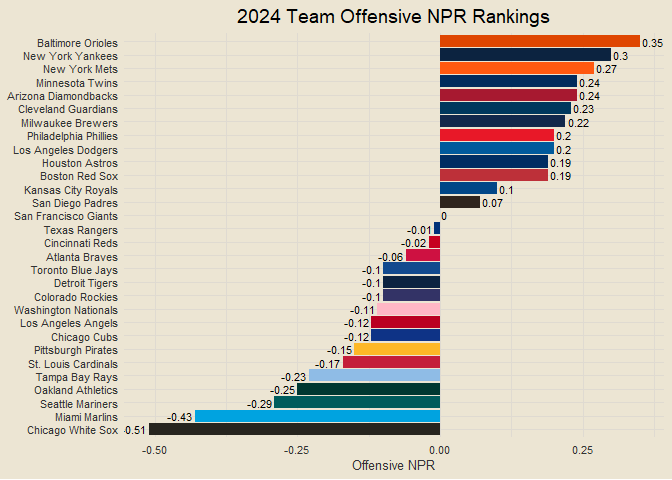 2024 Team Offensive NPR Rankings
Baltimore Orioles 0.35
New York Yankees 0.3
New York Mets 0.27
Minnesota Twins 0.24
Arizona Diamondbacks 0.24
Cleveland Guardians 0.23
Milwaukee Brewers 0.22
Philadelphia Phillies 0.2
Los Angeles Dodgers 0.2
Houston Astros 0.19
Boston Red Sox 0.19
Kansas City Royals 0.1
San Diego Padres 0.07
San Francisco Giants 0
Texas Rangers -0.01
Cincinnati Reds -0.02
Atlanta Braves -0.06
Toronto Blue Jays -0.1
Detroit Tigers -0.1
Colorado Rockies -0.1
Washington Nationals -0.11
Los Angeles Angels -0.12
Chicago Cubs -0.12
Pittsburgh Pirates -0.15
St. Louis Cardinals -0.17
Tampa Bay Rays -0.23
Oakland Athletics -0.25
Seattle Mariners -0.29
Miami Marlins -0.43
Chicago White Sox -0.51
-0.50 -0.25 0.00 0.25
Offensive NPR